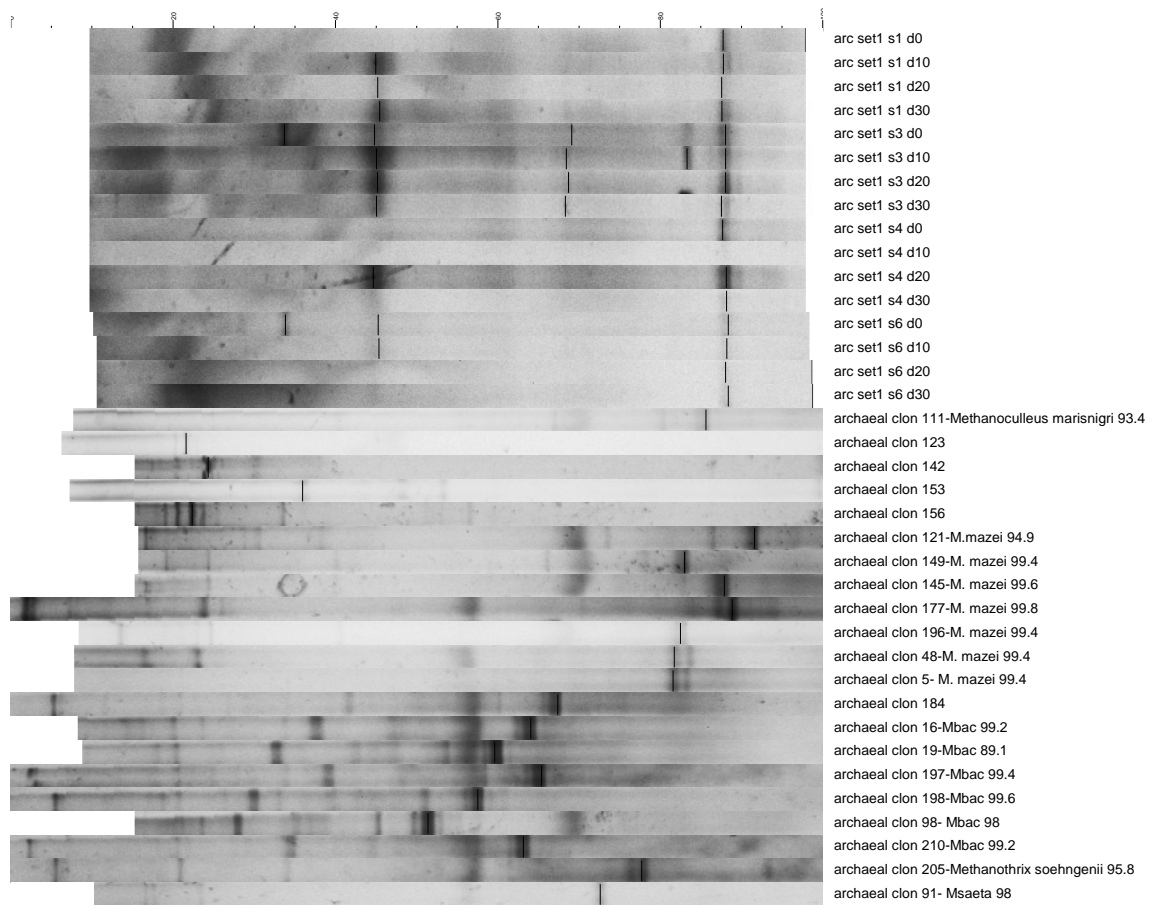 0 20 40 60 80 100
arc set1 s1 d0
arc set1 s1 d10
arc set1 s1 d20
arc set1 s1 d30
arc set1 s3 d0
arc set1 s3 d10
arc set1 s3 d20
arc set1 s3 d30
arc set1 s4 d0
arc set1 s4 d10
arc set1 s4 d20
arc set1 s4 d30
arc set1 s6 d0
arc set1 s6 d10
arc set1 s6 d20
arc set1 s6 d30
archaeal clon 111-Methanoculleus marisnigri 93.4
archaeal clon 123
archaeal clon 142
archaeal clon 153
archaeal clon 156
archaeal clon 121-M.mazei 94.9
archaeal clon 149-M. mazei 99.4
archaeal clon 145-M. mazei 99.6
archaeal clon 177-M. mazei 99.8
archaeal clon 196-M. mazei 99.4
archaeal clon 48-M. mazei 99.4
archaeal clon 5- M. mazei 99.4
archaeal clon 184
archaeal clon 16-Mbac 99.2
archaeal clon 19-Mbac 89.1
archaeal clon 197-Mbac 99.4
archaeal clon 198-Mbac 99.6
archaeal clon 98- Mbac 98
archaeal clon 210-Mbac 99.2
archaeal clon 205-Methanothrix soehngenii 95.8
archaeal clon 91- Msaeta 98